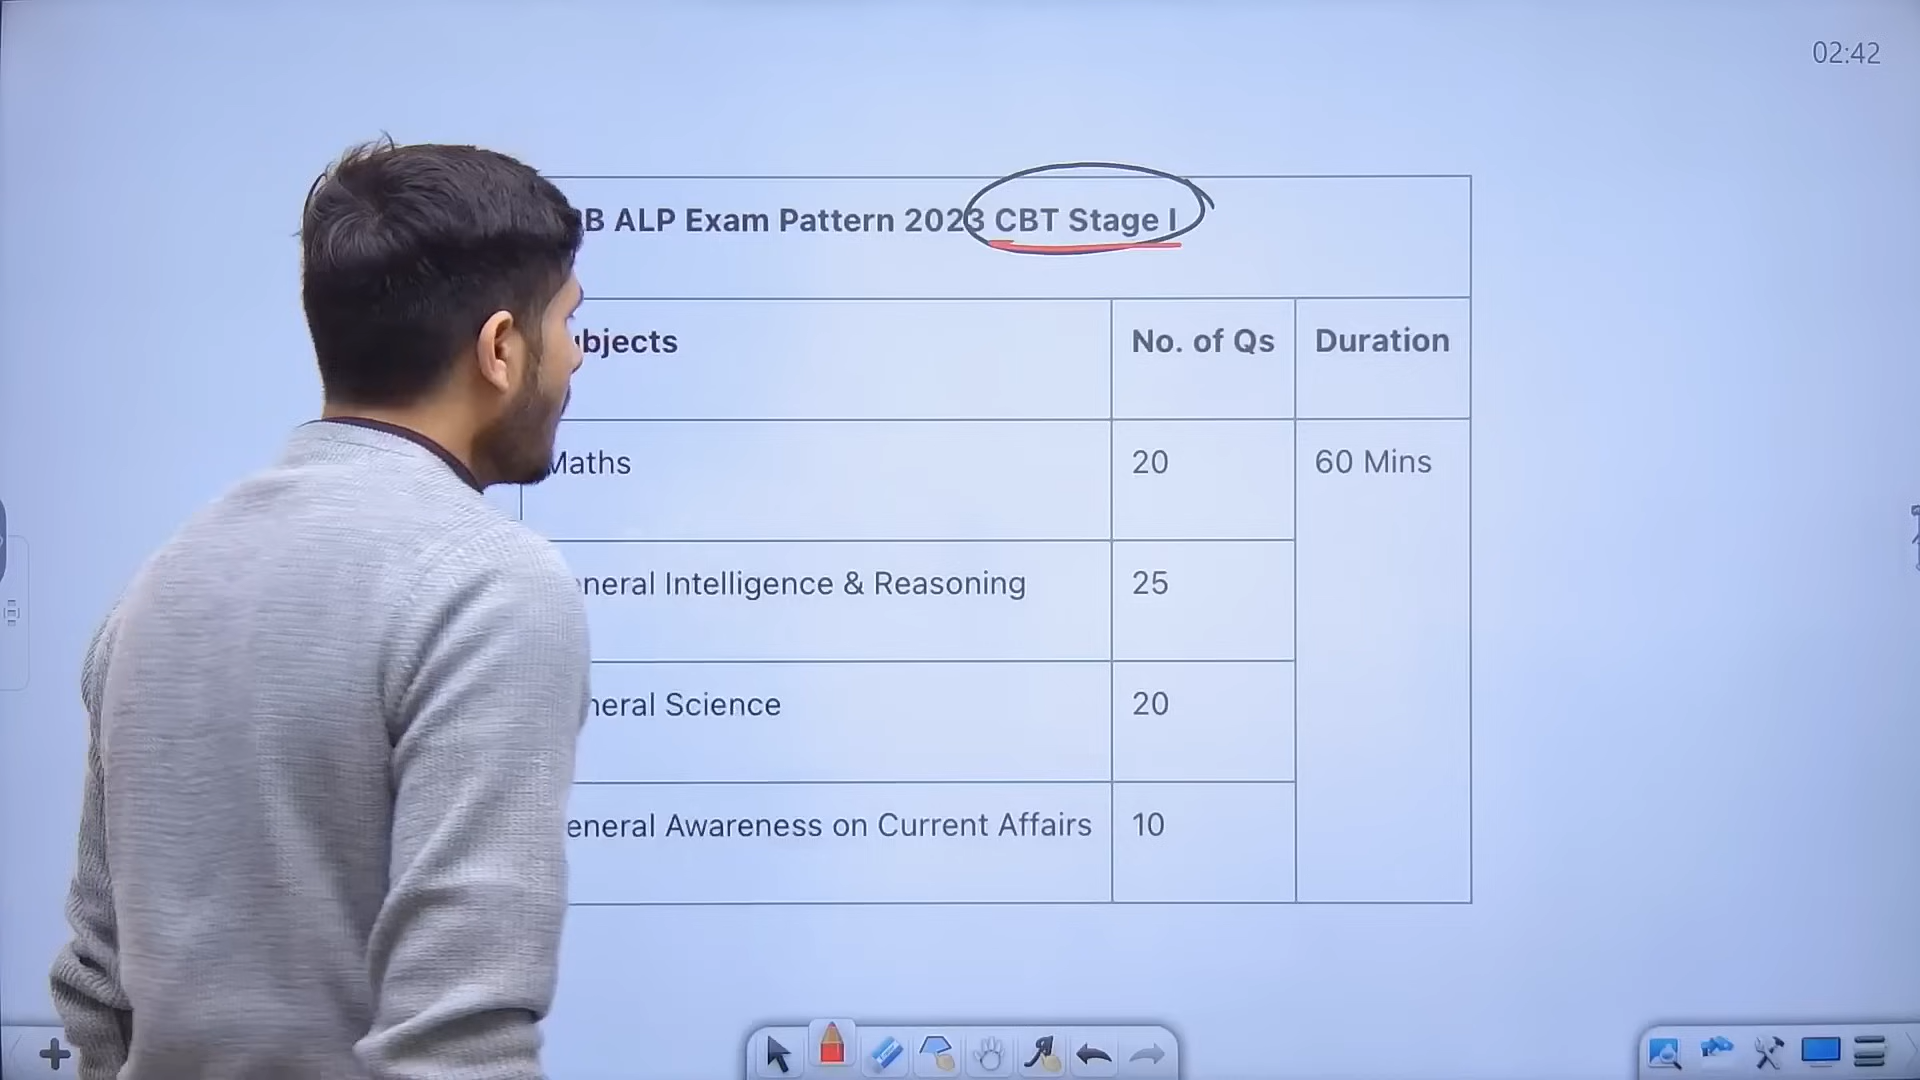 02:42
B ALP Exam Pattern 2023 CBT Stage I
bjects No. of Qs Duration
Maths 20 60 Mins
neral Intelligence & Reasoning 25
neral Science 20
eneral Awareness on Current Affairs 10